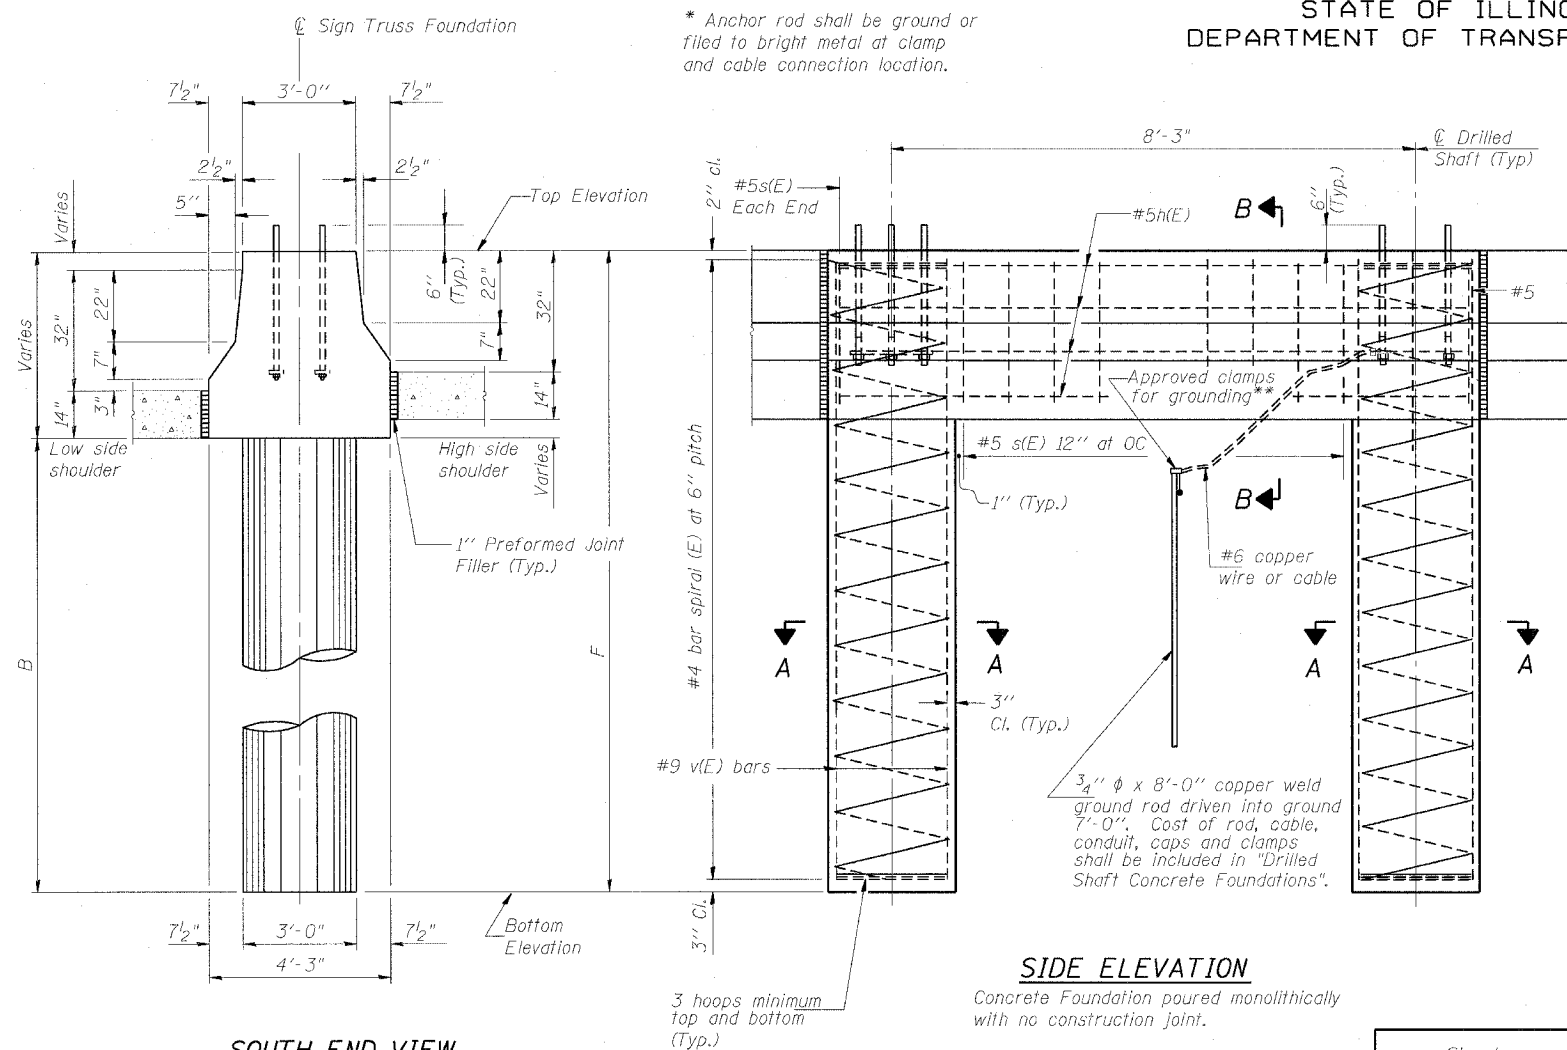 ℄ Sign Truss Foundation
* Anchor rod shall be ground or
filed to bright metal at clamp
and cable connection location.
STATE OF ILLINO
DEPARTMENT OF TRANSP
7½"
3'-0"
7½"
2½"
2½"
5"
Varies
Top Elevation
6"
(Typ.)
22"
32"
7"
14"
Varies
32"
22"
7"
3"
14"
Varies
Low side
shoulder
High side
shoulder
1" Preformed Joint
Filler (Typ.)
B
F
7½"
3'-0"
7½"
4'-3"
Bottom
Elevation
SOUTH END VIEW
8'-3"
℄ Drilled
Shaft (Typ)
2" cl.
#5s(E)
Each End
#5h(E)
B
6"
(Typ.)
#5
Approved clamps
for grounding**
#5 s(E) 12" at OC
1" (Typ.)
B
#6 copper
wire or cable
#4 bar spiral (E) at 6" pitch
A
A
A
A
3"
Cl. (Typ.)
#9 v(E) bars
¾" ϕ x 8'-0" copper weld
ground rod driven into ground
7'-0". Cost of rod, cable,
conduit, caps and clamps
shall be included in "Drilled
Shaft Concrete Foundations".
3" Cl.
3 hoops minimum
top and bottom
(Typ.)
SIDE ELEVATION
Concrete Foundation poured monolithically
with no construction joint.